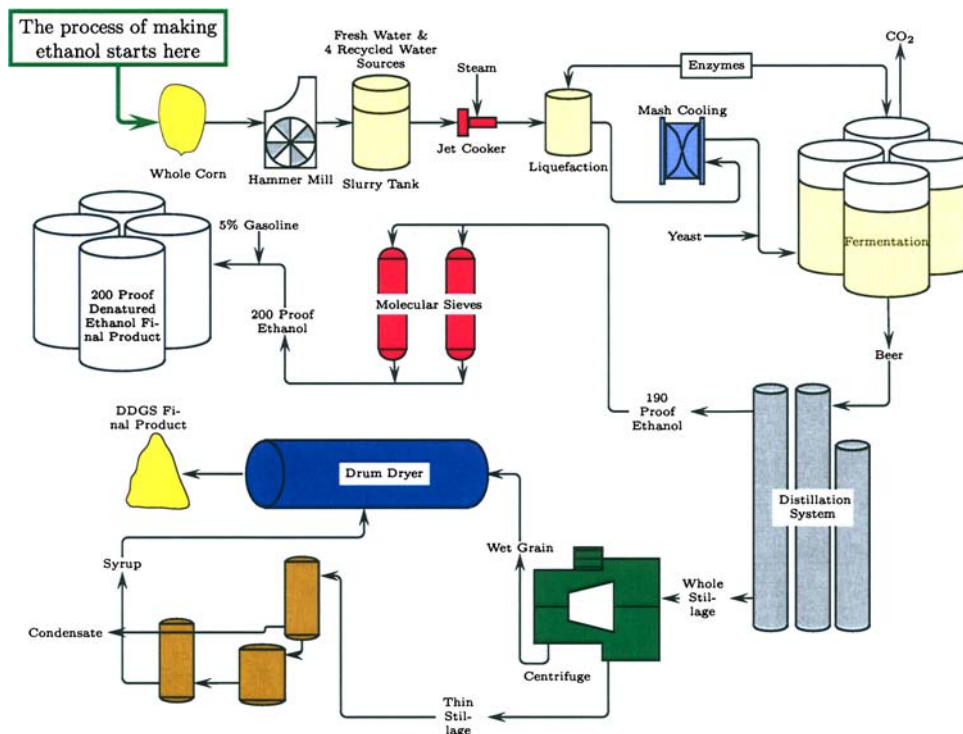 The process of making
ethanol starts here
Fresh Water &
4 Recycled Water
Sources
Steam
Enzymes
CO₂
Mash Cooling
Whole Corn
Hammer Mill
Slurry Tank
Jet Cooker
Liquefaction
Yeast
Fermentation
5% Gasoline
200 Proof
Denatured
Ethanol Fi-
nal Product
200 Proof
Ethanol
Molecular Sieves
Beer
190
Proof
Ethanol
DDGS Fi-
nal Product
Drum Dryer
Distillation
System
Wet Grain
Syrup
Whole
Stil-
lage
Condensate
Centrifuge
Thin
Stil-
lage